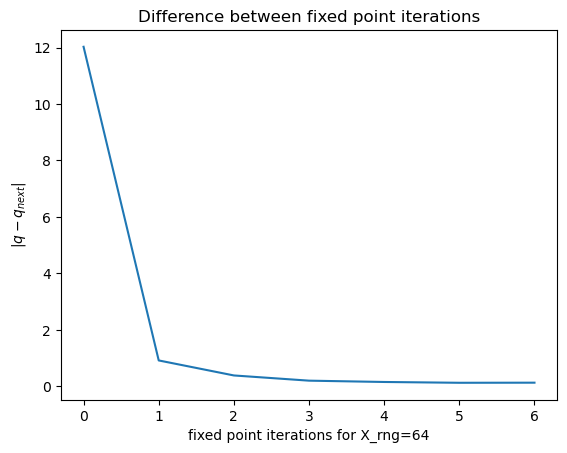 Difference between fixed point iterations
|q − q_next|
12
10
8
6
4
2
0
0 1 2 3 4 5 6
fixed point iterations for X_rng=64